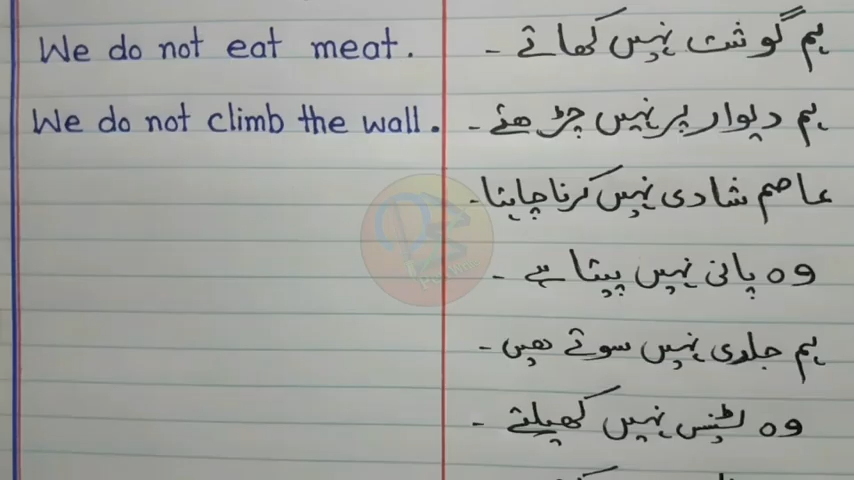 We do not eat meat. ہم گوشت نہیں کھاتے ۔
We do not climb the wall. ہم دیوار پر نہیں چڑھتے ۔
عاصم شادی نہیں کرنا چاہتا ۔
وہ پانی نہیں پیتا ہے ۔
ہم جلدی نہیں سوتے ھیں ۔
وہ ٹینس نہیں کھیلتے ۔